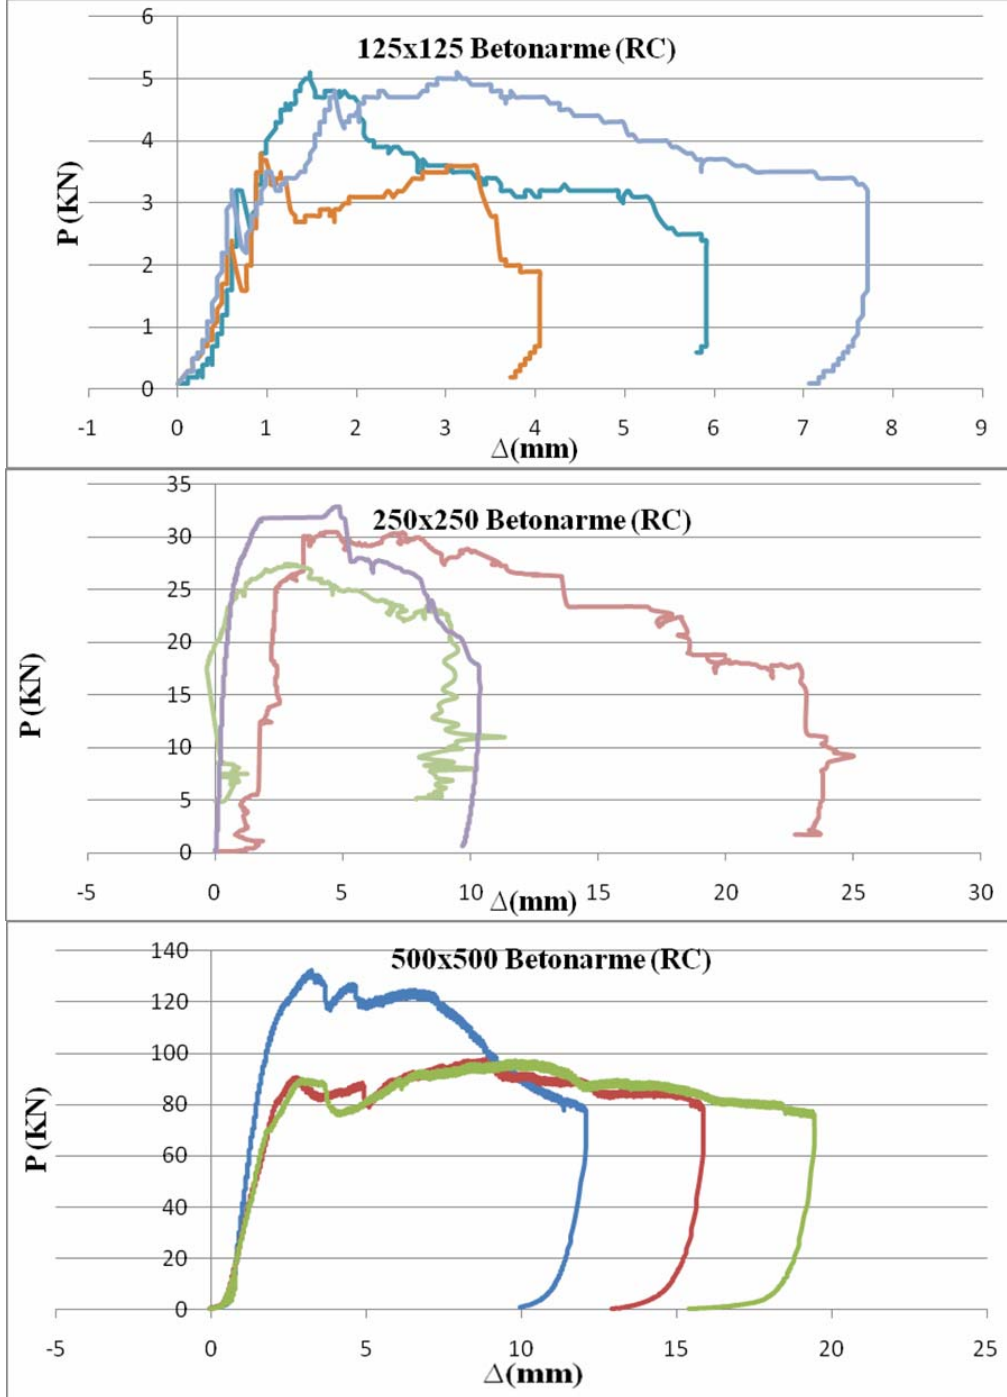 125x125 Betonarme (RC)
P (KN)
6
5
4
3
2
1
0
-1 0 1 2 3 4 5 6 7 8 9
Δ(mm)
250x250 Betonarme (RC)
P (KN)
35
30
25
20
15
10
5
0
-5 0 5 10 15 20 25 30
Δ(mm)
500x500 Betonarme (RC)
P (KN)
140
120
100
80
60
40
20
0
-5 0 5 10 15 20 25
Δ(mm)